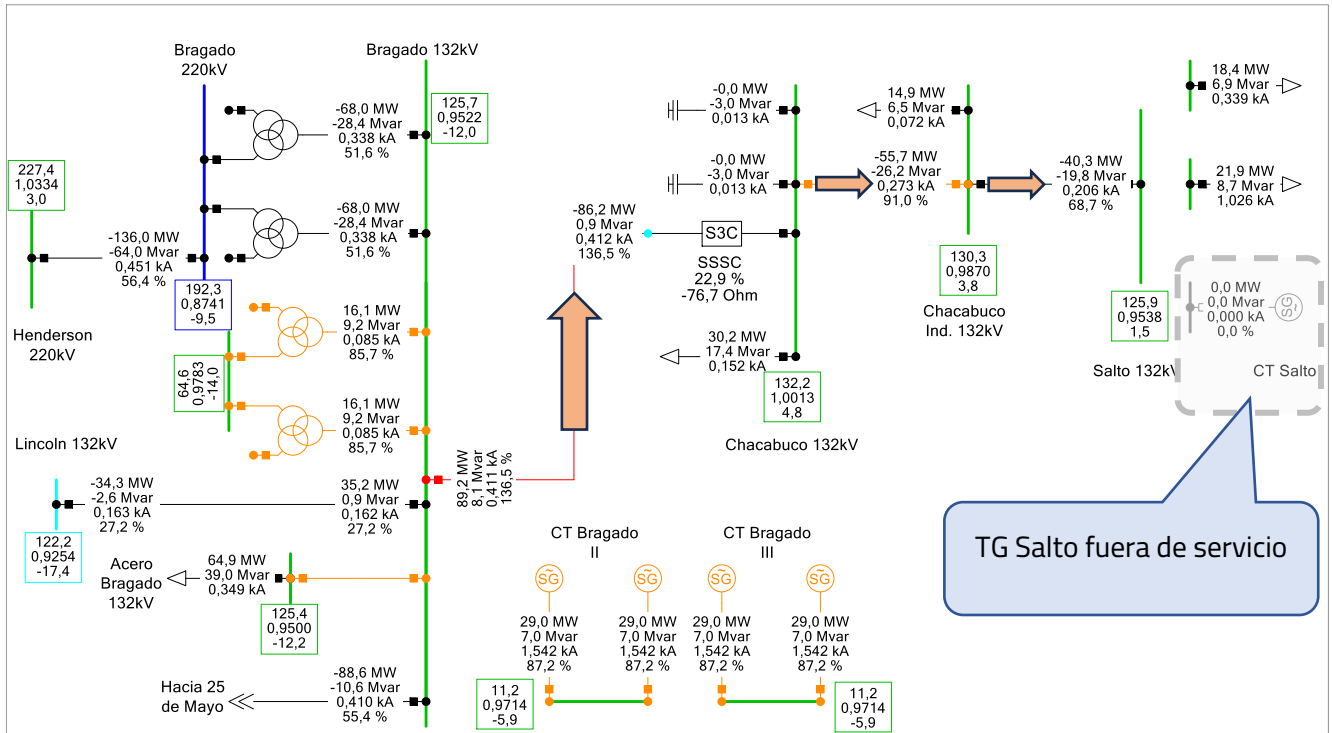 Bragado
220kV
Bragado 132kV
-68,0 MW
-28,4 Mvar
0,338 kA
51,6 %
125,7
0,9522
-12,0
227,4
1,0334
3,0
-136,0 MW
-64,0 Mvar
0,451 kA
56,4 %
-68,0 MW
-28,4 Mvar
0,338 kA
51,6 %
192,3
0,8741
-9,5
Henderson
220kV
16,1 MW
9,2 Mvar
0,085 kA
85,7 %
64,6
0,9783
-14,0
16,1 MW
9,2 Mvar
0,085 kA
85,7 %
Lincoln 132kV
-34,3 MW
-2,6 Mvar
0,163 kA
27,2 %
35,2 MW
0,9 Mvar
0,162 kA
27,2 %
122,2
0,9254
-17,4
Acero
Bragado
132kV
64,9 MW
39,0 Mvar
0,349 kA
125,4
0,9500
-12,2
Hacia 25
de Mayo
-88,6 MW
-10,6 Mvar
0,410 kA
55,4 %
89,2 MW
8,1 Mvar
0,411 kA
136,5 %
-86,2 MW
0,9 Mvar
0,412 kA
136,5 %
S3C
SSSC
22,9 %
-76,7 Ohm
-0,0 MW
-3,0 Mvar
0,013 kA
-0,0 MW
-3,0 Mvar
0,013 kA
30,2 MW
17,4 Mvar
0,152 kA
132,2
1,0013
4,8
Chacabuco 132kV
14,9 MW
6,5 Mvar
0,072 kA
-55,7 MW
-26,2 Mvar
0,273 kA
91,0 %
130,3
0,9870
3,8
Chacabuco
Ind. 132kV
-40,3 MW
-19,8 Mvar
0,206 kA
68,7 %
125,9
0,9538
1,5
Salto 132kV
18,4 MW
6,9 Mvar
0,339 kA
21,9 MW
8,7 Mvar
1,026 kA
0,0 MW
0,0 Mvar
0,000 kA
0,0 %
SG
CT Salto
TG Salto fuera de servicio
CT Bragado
II
SG
SG
29,0 MW
7,0 Mvar
1,542 kA
87,2 %
29,0 MW
7,0 Mvar
1,542 kA
87,2 %
11,2
0,9714
-5,9
CT Bragado
III
SG
SG
29,0 MW
7,0 Mvar
1,542 kA
87,2 %
29,0 MW
7,0 Mvar
1,542 kA
87,2 %
11,2
0,9714
-5,9